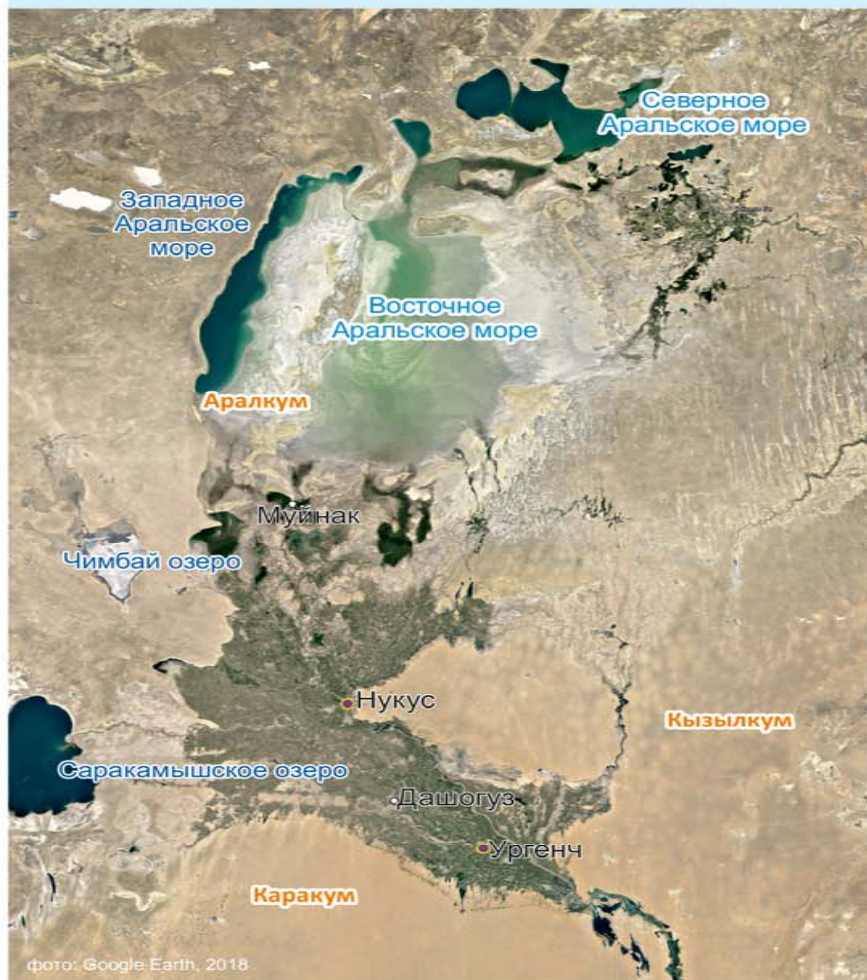 Северное
Аральское море
Западное
Аральское
море
Восточное
Аральское море
Аралкум
Муйнак
Чимбай озеро
Нукус
Кызылкум
Саракамышское озеро
Дашогуз
Ургенч
Каракум
фото: Google Earth, 2018